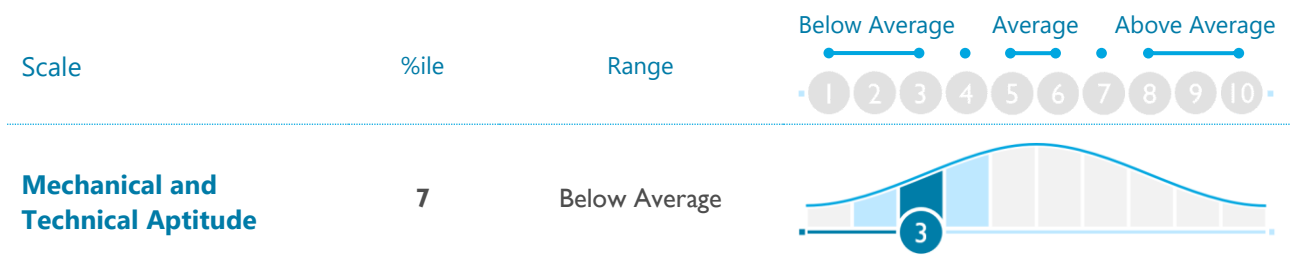 Below Average Average Above Average
Scale %ile Range
1 2 3 4 5 6 7 8 9 10
Mechanical and
Technical Aptitude
7 Below Average
3